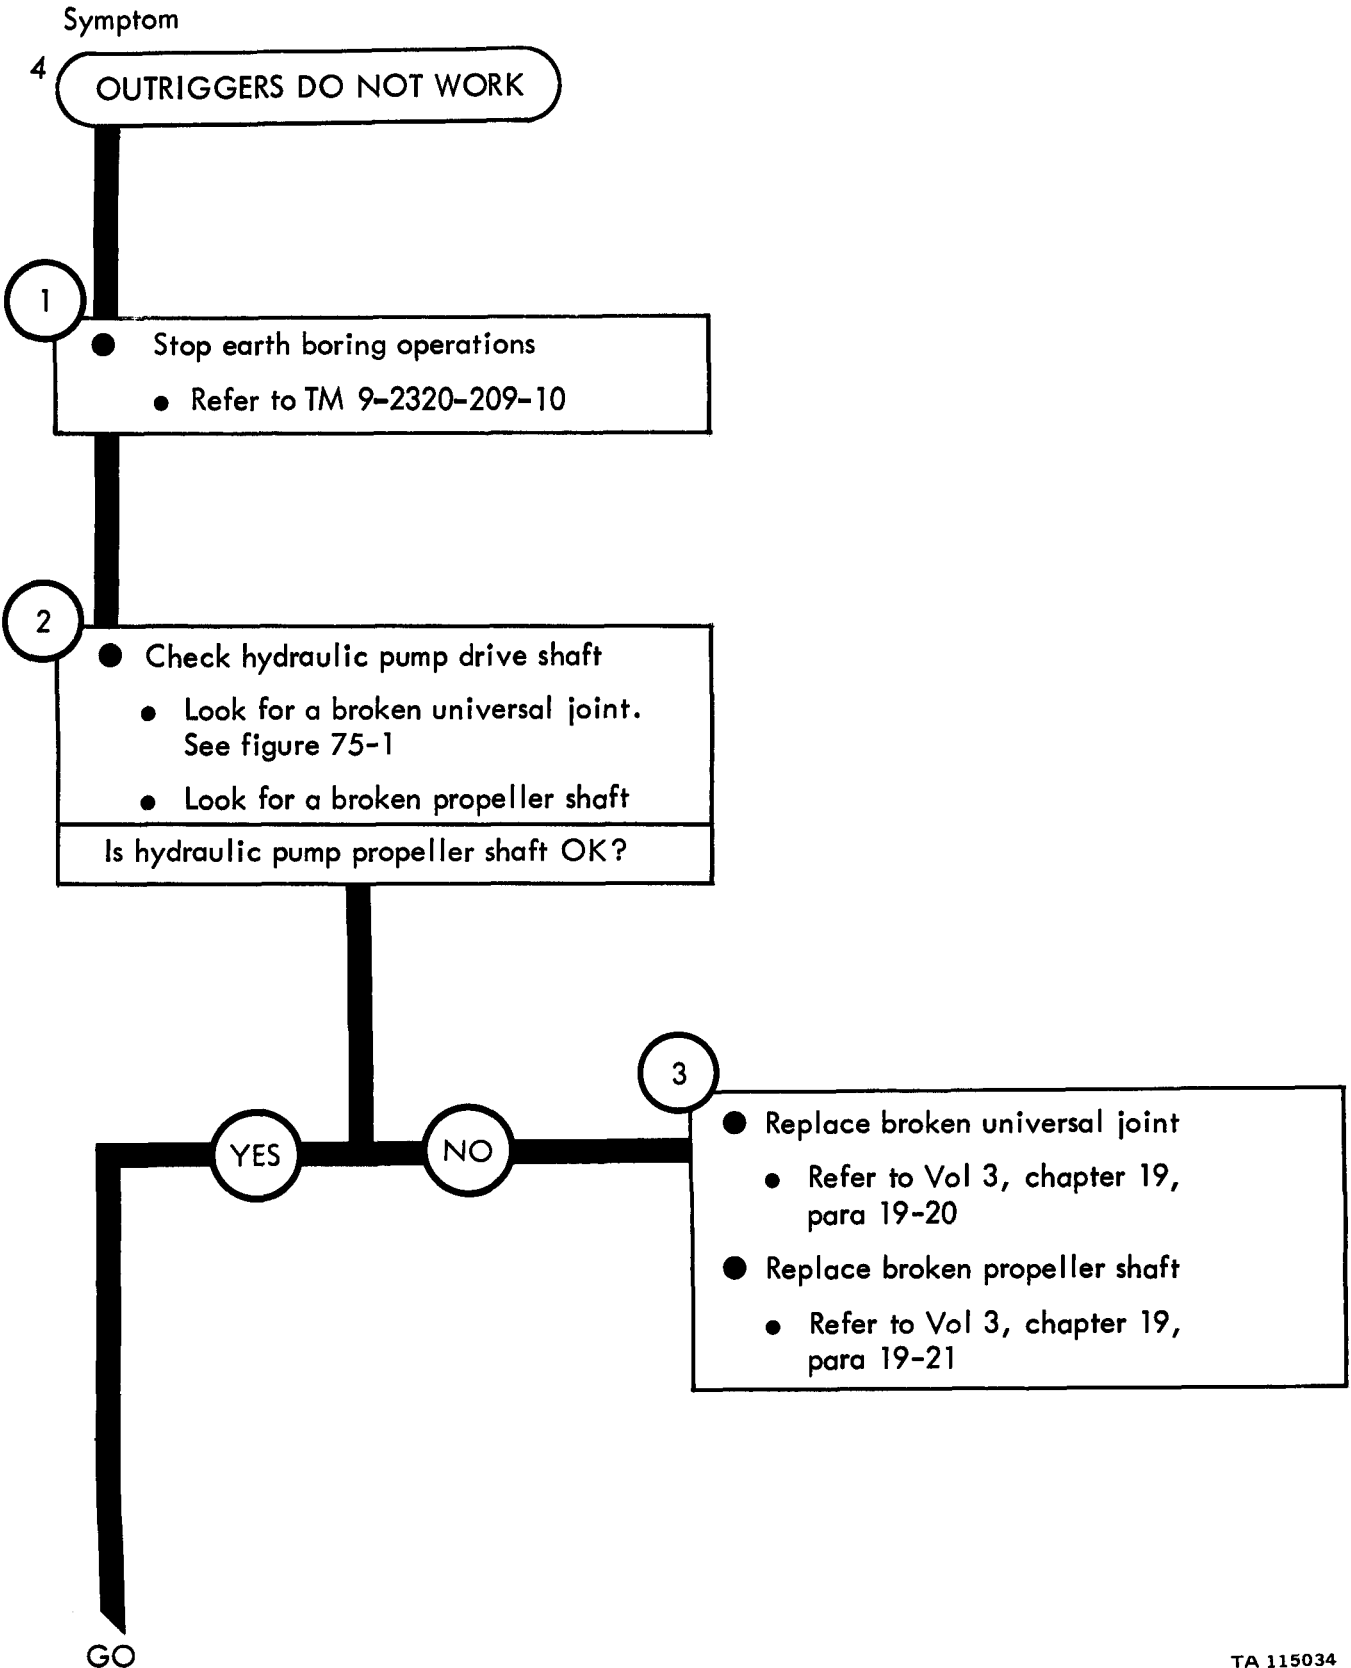 Symptom
4
OUTRIGGERS DO NOT WORK
1
● Stop earth boring operations
● Refer to TM 9-2320-209-10
2
● Check hydraulic pump drive shaft
● Look for a broken universal joint.
See figure 75-1
● Look for a broken propeller shaft
Is hydraulic pump propeller shaft OK?
YES
NO
3
● Replace broken universal joint
● Refer to Vol 3, chapter 19,
para 19-20
● Replace broken propeller shaft
● Refer to Vol 3, chapter 19,
para 19-21
GO
TA 115034